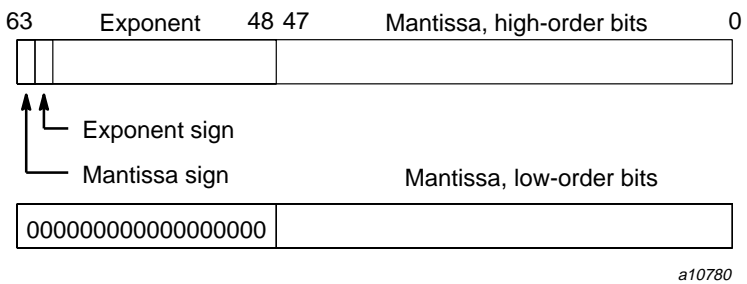 63 Exponent 48 47 Mantissa, high-order bits 0
Exponent sign
Mantissa sign Mantissa, low-order bits
0000000000000000
a10780